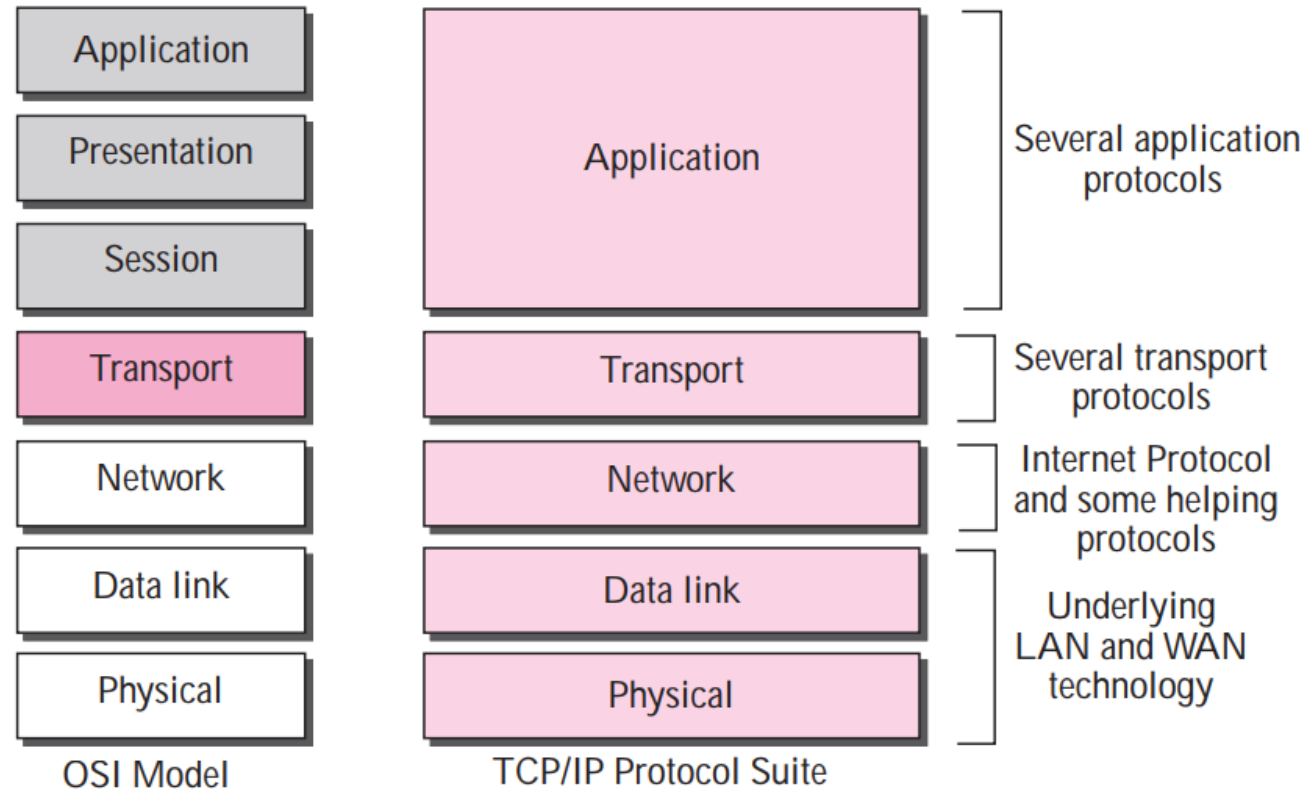 Application
Presentation
Session
Transport
Network
Data link
Physical
OSI Model
Application
Transport
Network
Data link
Physical
TCP/IP Protocol Suite
Several application
protocols
Several transport
protocols
Internet Protocol
and some helping
protocols
Underlying
LAN and WAN
technology